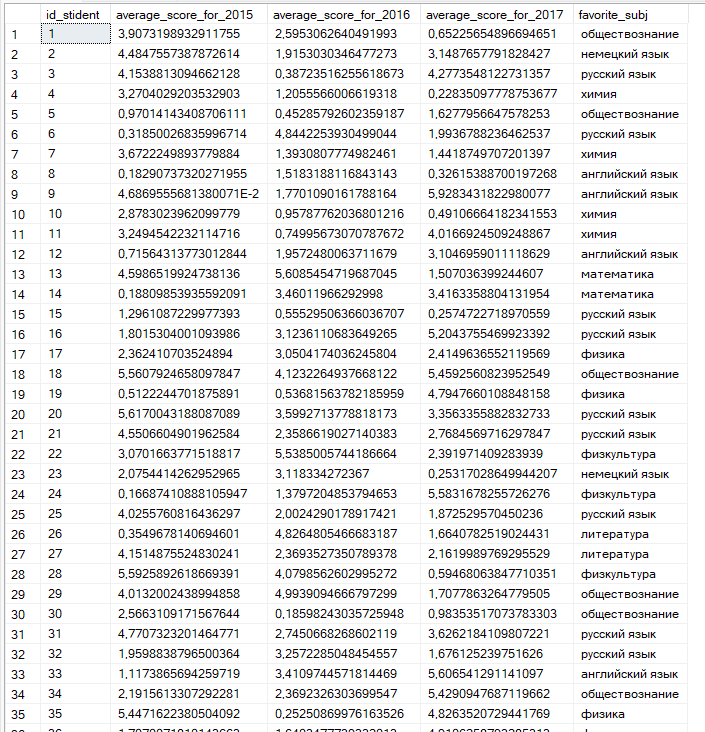 id_stident average_score_for_2015 average_score_for_2016 average_score_for_2017 favorite_subj
1 1 3,9073198932911755 2,5953062640491993 0,65225654896694651 обществознание
2 2 4,4847557387872614 1,9153030346477273 3,1487657791828427 немецкий язык
3 3 4,1538813094662128 0,38723516255618673 4,2773548122731357 русский язык
4 4 3,2704029203532903 1,2055566006619318 0,22835097778753677 химия
5 5 0,97014143408706111 0,45285792602359187 1,6277956647578253 обществознание
6 6 0,31850026835996714 4,8442253930499044 1,9936788236462537 русский язык
7 7 3,6722249893779884 1,3930807774982461 1,4418749707201397 химия
8 8 0,18290737320271955 1,5183188116843143 0,32615388700197268 английский язык
9 9 4,6869555681380071E-2 1,7701090161788164 5,9283431822980077 английский язык
10 10 2,8783023962099779 0,95787762036801216 0,49106664182341553 химия
11 11 3,2494542232114716 0,74995673070787672 4,0166924509248867 химия
12 12 0,71564313773012844 1,9572480063711679 3,1046959011118629 английский язык
13 13 4,5986519924738136 5,6085454719687045 1,507036399244607 математика
14 14 0,18809853935592091 3,46011966292998 3,4163358804131954 математика
15 15 1,2961087229977393 0,55529506366036707 0,2574722718970559 русский язык
16 16 1,8015304001093986 3,1236110683649265 5,2043755469923392 русский язык
17 17 2,362410703524894 3,0504174036245804 2,4149636552119569 физика
18 18 5,5607924658097847 4,1232264937668122 5,4592560823952549 обществознание
19 19 0,5122244701875891 0,53681563782185959 4,7947660108848158 физика
20 20 5,6170043188087089 3,5992713778818173 3,3563355882832733 русский язык
21 21 4,5506604901962584 2,3586619027140383 2,7684569716297847 русский язык
22 22 3,0701663771518817 5,5385005744186664 2,391971409283939 физкультура
23 23 2,0754414262952965 3,118334272367 0,25317028649944207 немецкий язык
24 24 0,16687410888105947 1,3797204853794653 5,5831678255726276 физкультура
25 25 4,0255760816436297 2,0024290178917421 1,872529570450236 русский язык
26 26 0,3549678140694601 4,8264805466683187 1,6640782519024431 литература
27 27 4,1514875524830241 2,3693527350789378 2,1619989769295529 литература
28 28 5,5592589218669391 4,0798562602995272 0,59468063847710351 физкультура
29 29 4,0132002438994858 4,9939094666797299 1,7077863264779505 обществознание
30 30 2,5663109171567644 0,18598243035725948 0,98353517073783303 обществознание
31 31 4,7707323201464771 2,7450668268602119 3,6262184109807221 русский язык
32 32 1,9598838796500364 3,2572285048454557 1,676125239751626 русский язык
33 33 1,1173865694259719 3,4109744571814469 5,606541291141097 английский язык
34 34 2,1915613307292281 2,3692326303699547 5,4290947687119662 обществознание
35 35 5,4471622380504092 0,25250869976163526 4,8263520729441769 физика